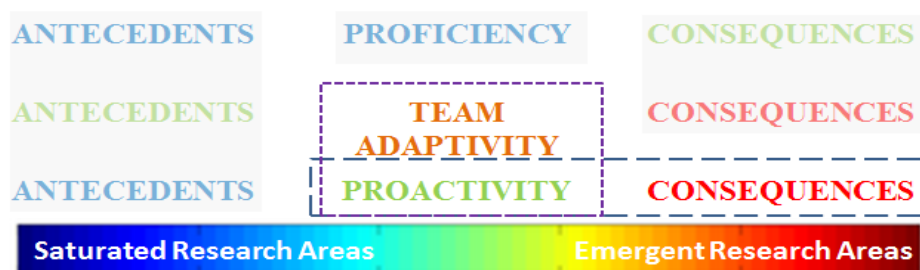 ANTECEDENTS PROFICIENCY CONSEQUENCES
ANTECEDENTS TEAM CONSEQUENCES
ADAPTIVITY
ANTECEDENTS PROACTIVITY CONSEQUENCES
Saturated Research Areas Emergent Research Areas